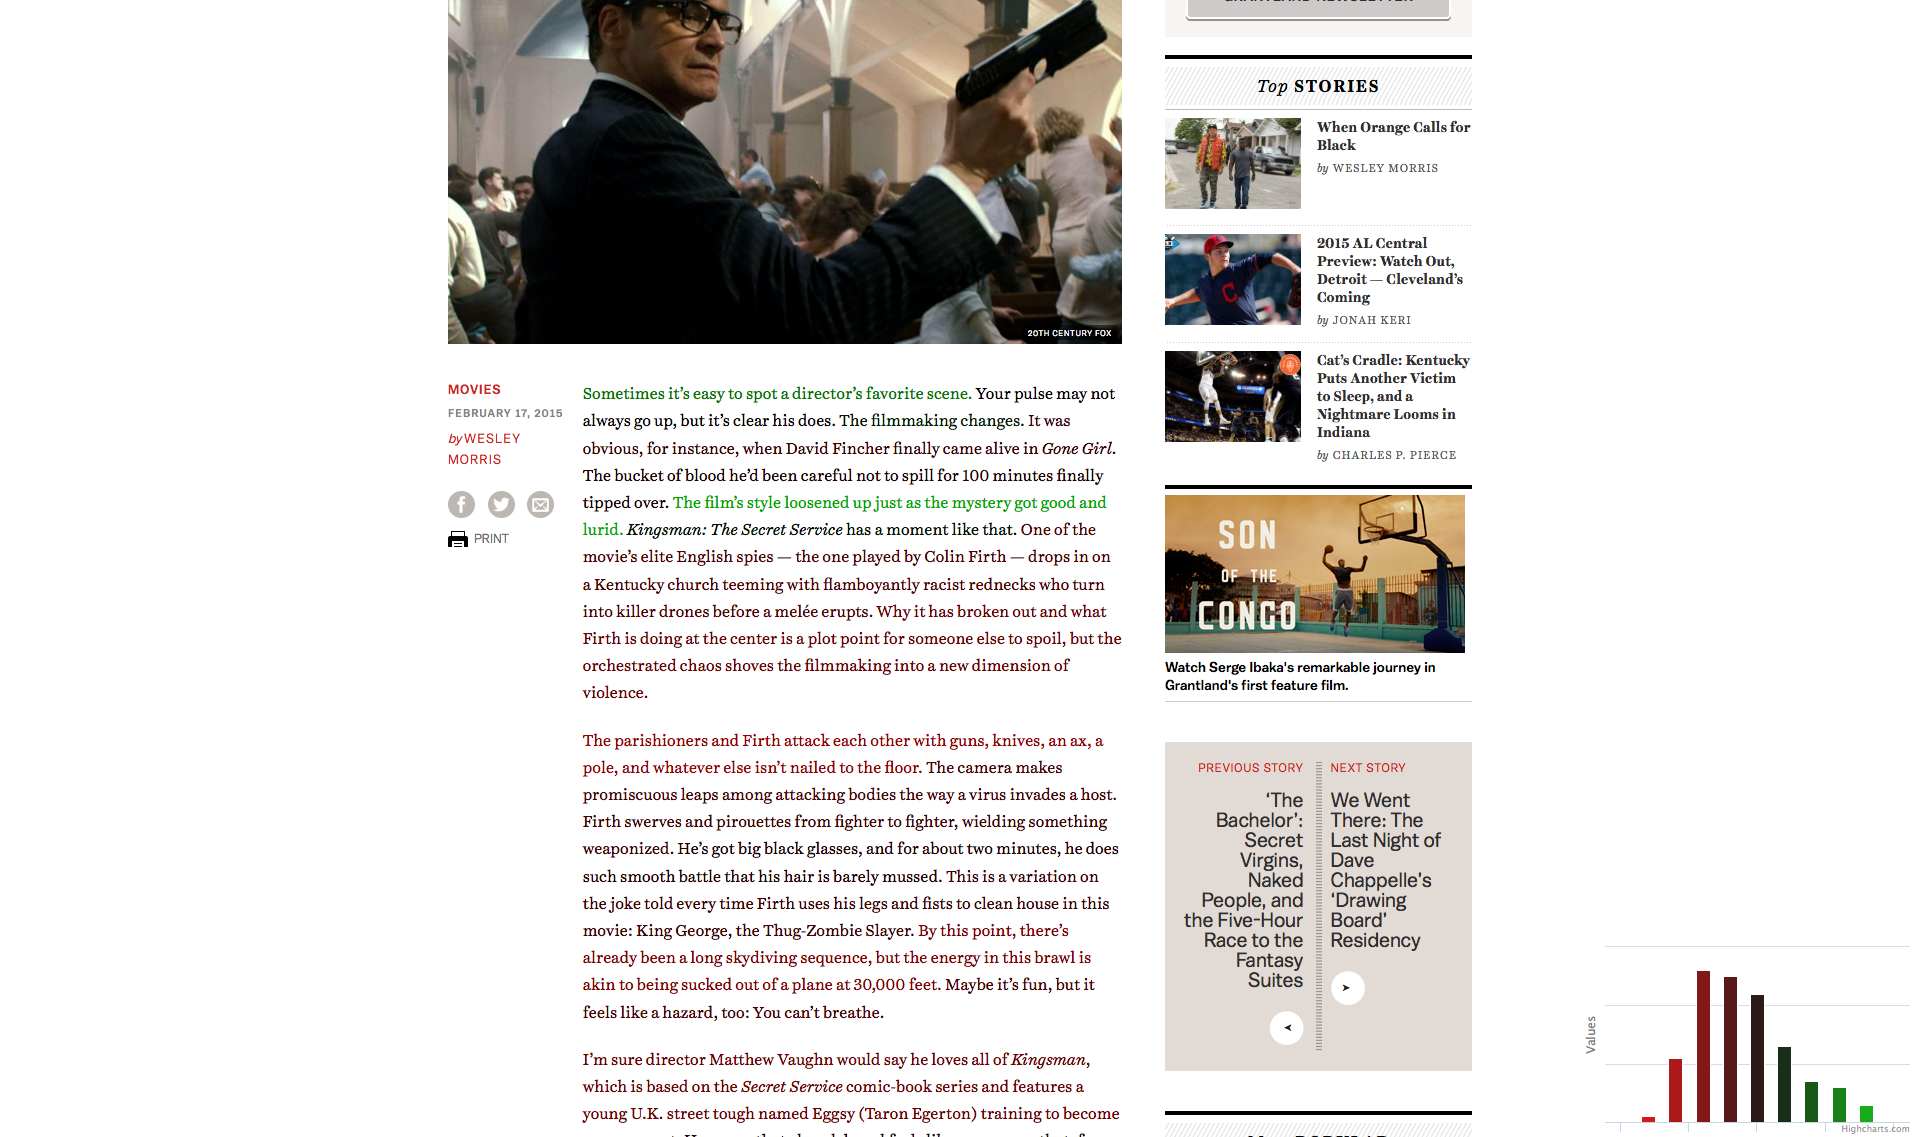 20TH CENTURY FOX
MOVIES
FEBRUARY 17, 2015
by WESLEY
MORRIS
PRINT
Sometimes it’s easy to spot a director’s favorite scene. Your pulse may not
always go up, but it’s clear his does. The filmmaking changes. It was
obvious, for instance, when David Fincher finally came alive in Gone Girl.
The bucket of blood he’d been careful not to spill for 100 minutes finally
tipped over. The film’s style loosened up just as the mystery got good and
lurid. Kingsman: The Secret Service has a moment like that. One of the
movie’s elite English spies — the one played by Colin Firth — drops in on
a Kentucky church teeming with flamboyantly racist rednecks who turn
into killer drones before a melée erupts. Why it has broken out and what
Firth is doing at the center is a plot point for someone else to spoil, but the
orchestrated chaos shoves the filmmaking into a new dimension of
violence.
The parishioners and Firth attack each other with guns, knives, an ax, a
pole, and whatever else isn’t nailed to the floor. The camera makes
promiscuous leaps among attacking bodies the way a virus invades a host.
Firth swerves and pirouettes from fighter to fighter, wielding something
weaponized. He’s got big black glasses, and for about two minutes, he does
such smooth battle that his hair is barely mussed. This is a variation on
the joke told every time Firth uses his legs and fists to clean house in this
movie: King George, the Thug-Zombie Slayer. By this point, there’s
already been a long skydiving sequence, but the energy in this brawl is
akin to being sucked out of a plane at 30,000 feet. Maybe it’s fun, but it
feels like a hazard, too: You can’t breathe.
I’m sure director Matthew Vaughn would say he loves all of Kingsman,
which is based on the Secret Service comic-book series and features a
young U.K. street tough named Eggsy (Taron Egerton) training to become
Top STORIES
When Orange Calls for
Black
by WESLEY MORRIS
2015 AL Central
Preview: Watch Out,
Detroit — Cleveland’s
Coming
by JONAH KERI
Cat’s Cradle: Kentucky
Puts Another Victim
to Sleep, and a
Nightmare Looms in
Indiana
by CHARLES P. PIERCE
SON
OF THE
CONGO
Watch Serge Ibaka's remarkable journey in
Grantland's first feature film.
PREVIOUS STORY
‘The
Bachelor’:
Secret
Virgins,
Naked
People, and
the Five-Hour
Race to the
Fantasy
Suites
NEXT STORY
We Went
There: The
Last Night of
Dave
Chappelle’s
‘Drawing
Board’
Residency
Values
Highcharts.com